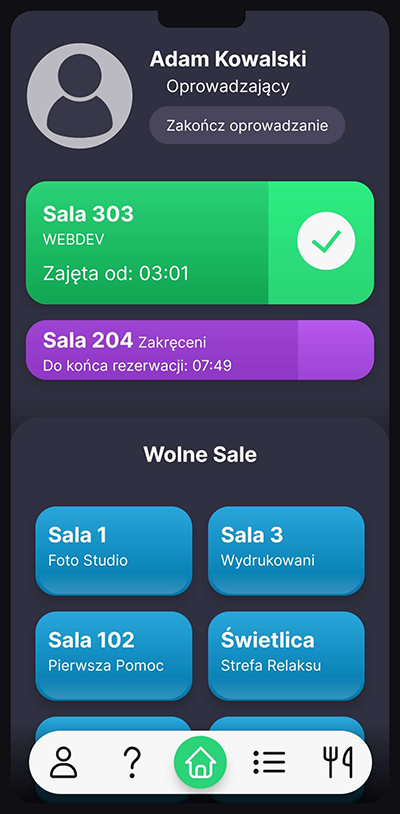 Adam Kowalski
Oprowadzający
Zakończ oprowadzanie
Sala 303
WEBDEV
Zajęta od: 03:01
Sala 204 Zakręceni
Do końca rezerwacji: 07:49
Wolne Sale
Sala 1
Foto Studio
Sala 3
Wydrukowani
Sala 102
Pierwsza Pomoc
Świetlica
Strefa Relaksu
?